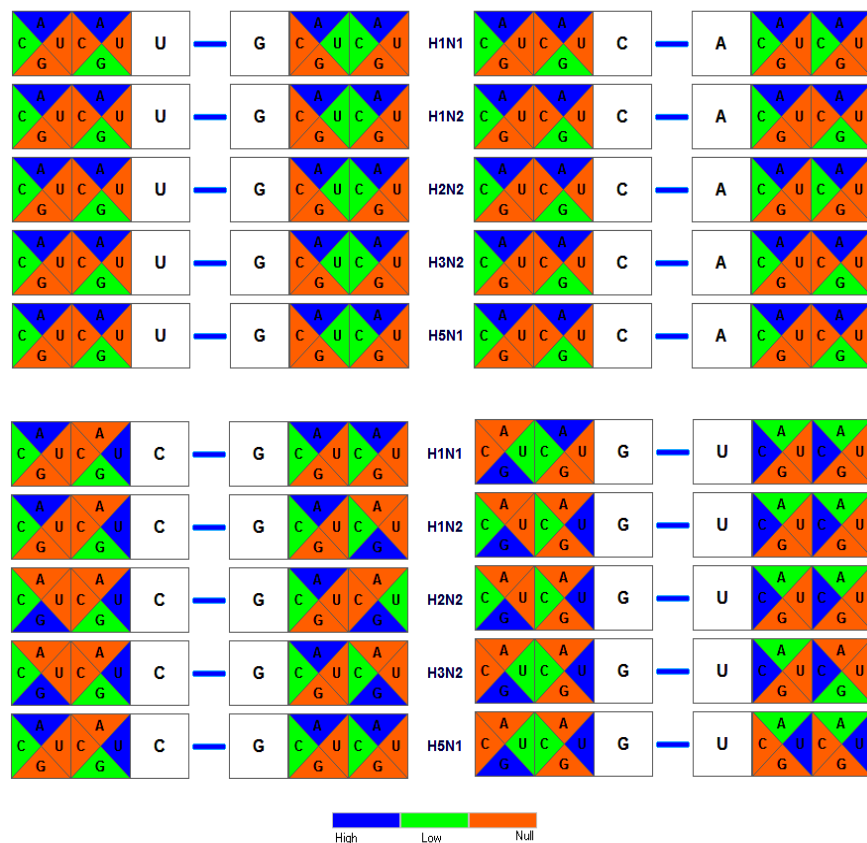 A A A A A A A A
C U C U U G C U C U H1N1 C U C U C A C U C U
G G G G G G G G
A A A A A A A A
C U C U U G C U C U H1N2 C U C U C A C U C U
G G G G G G G G
A A A A A A A A
C U C U U G C U C U H2N2 C U C U C A C U C U
G G G G G G G G
A A A A A A A A
C U C U U G C U C U H3N2 C U C U C A C U C U
G G G G G G G G
A A A A A A A A
C U C U U G C U C U H5N1 C U C U C A C U C U
G G G G G G G G
A A A A A A A A
C U C U C G C U C U H1N1 C U C U G U C U C U
G G G G G G G G
A A A A A A A A
C U C U C G C U C U H1N2 C U C U G U C U C U
G G G G G G G G
A A A A A A A A
C U C U C G C U C U H2N2 C U C U G U C U C U
G G G G G G G G
A A A A A A A A
C U C U C G C U C U H3N2 C U C U G U C U C U
G G G G G G G G
A A A A A A A A
C U C U C G C U C U H5N1 C U C U G U C U C U
G G G G G G G G
High Low Null